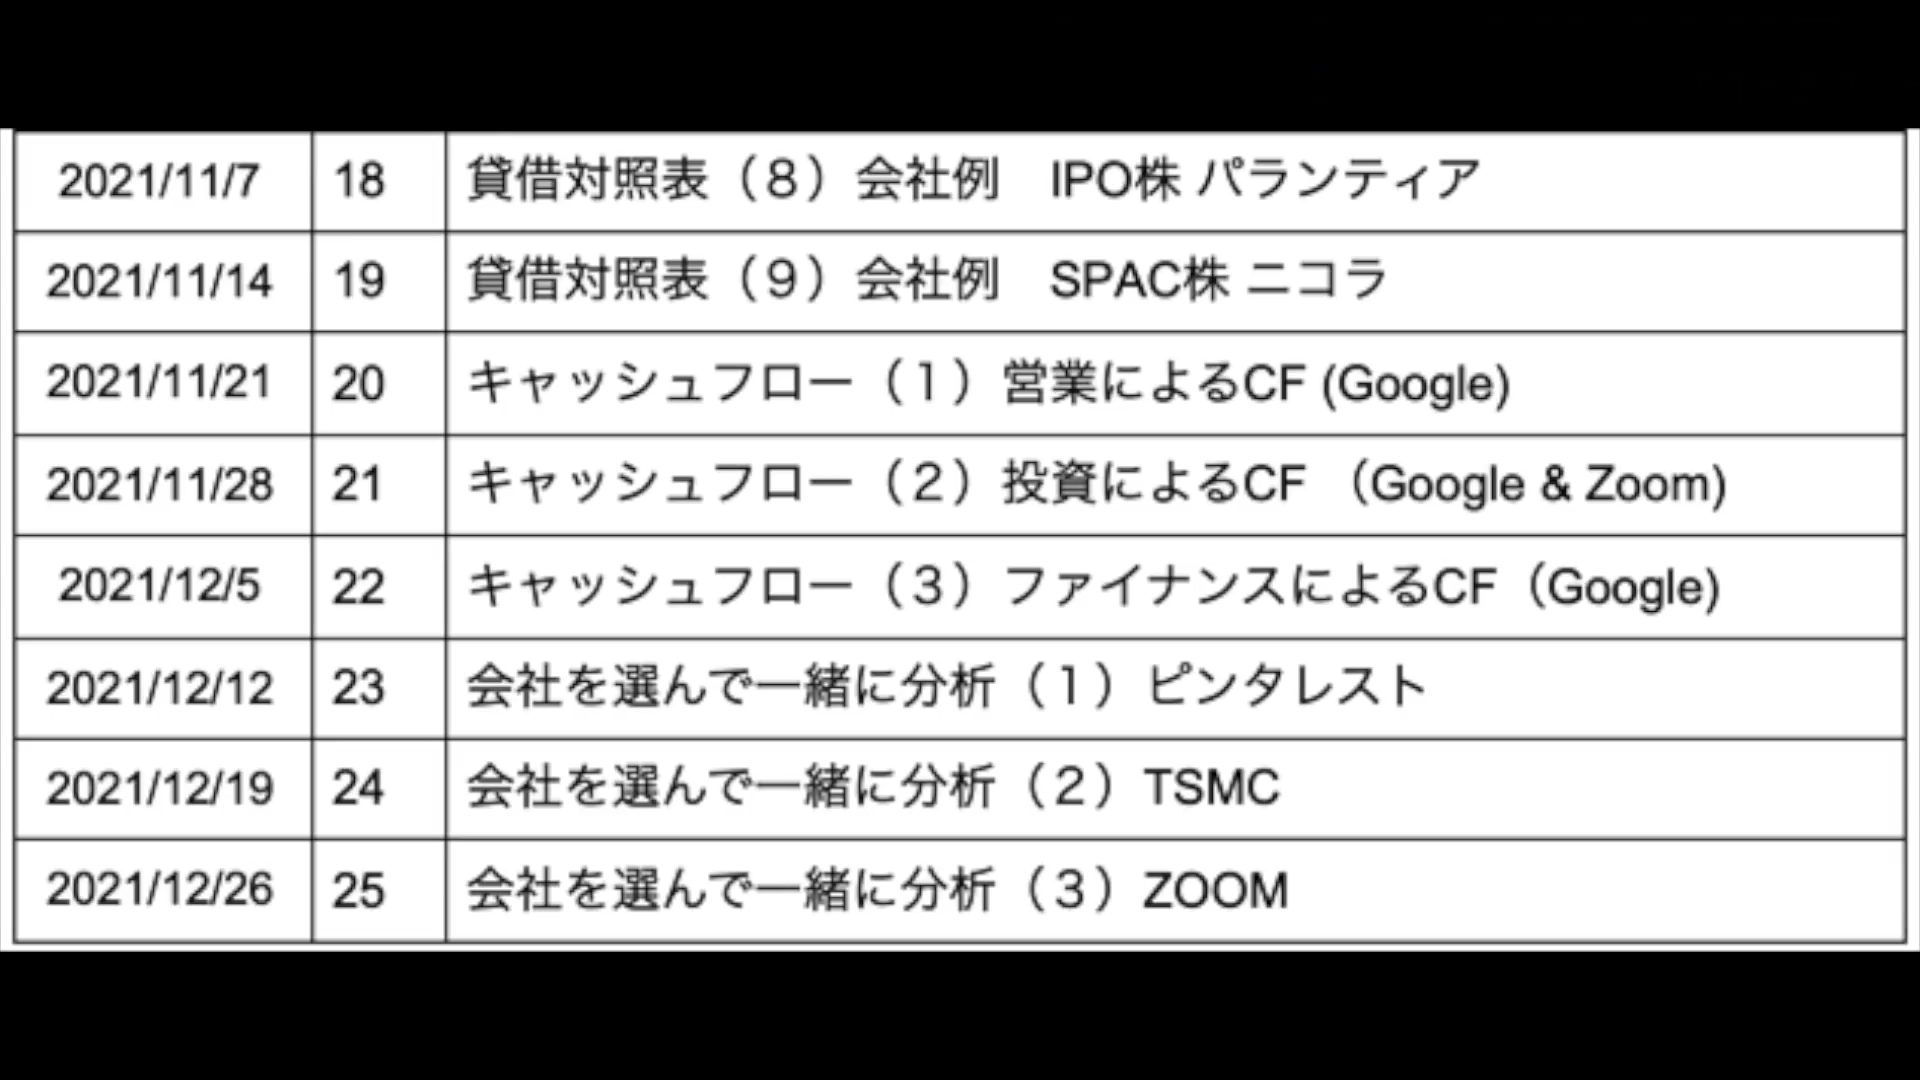 2021/11/7 18 貸借対照表（８）会社例　IPO株 パランティア
2021/11/14 19 貸借対照表（９）会社例　SPAC株 ニコラ
2021/11/21 20 キャッシュフロー（１）営業によるCF (Google)
2021/11/28 21 キャッシュフロー（２）投資によるCF （Google & Zoom)
2021/12/5 22 キャッシュフロー（３）ファイナンスによるCF（Google)
2021/12/12 23 会社を選んで一緒に分析（１）ピンタレスト
2021/12/19 24 会社を選んで一緒に分析（２）TSMC
2021/12/26 25 会社を選んで一緒に分析（３）ZOOM